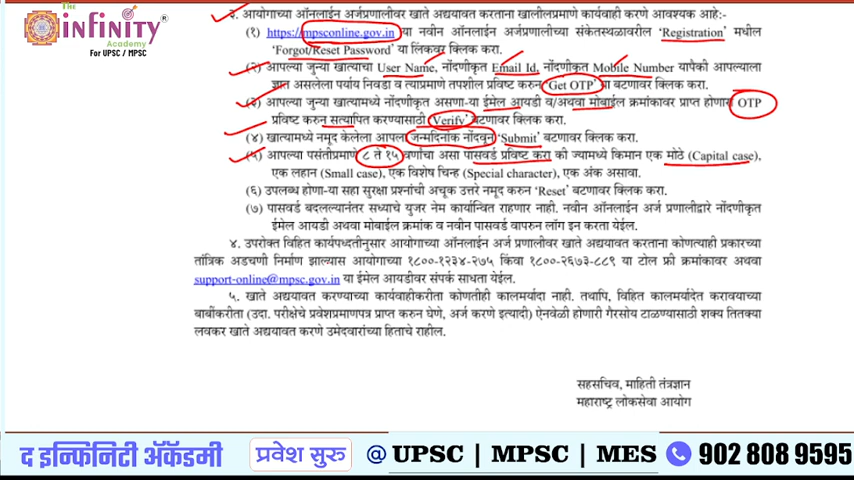 The infinity
Academy
For UPSC / MPSC
३. आयोगाच्या ऑनलाईन अर्जप्रणालीवर खाते अद्ययावत करताना खालीलप्रमाणे कार्यवाही करणे आवश्यक आहे:-
(१) https://mpsconline.gov.in या नवीन ऑनलाईन अर्जप्रणालीच्या संकेतस्थळावरील 'Registration' मधील
'Forgot/Reset Password' या लिंकवर क्लिक करा.
(२) आपल्या जुन्या खात्याचा User Name, नोंदणीकृत Email Id, नोंदणीकृत Mobile Number यापैकी आपल्याला
ज्ञात असलेला पर्याय निवडा व त्याप्रमाणे तपशील प्रविष्ट करुन 'Get OTP' या बटणावर क्लिक करा.
(३) आपल्या जुन्या खात्यामध्ये नोंदणीकृत असणा-या ईमेल आयडी व/अथवा मोबाईल क्रमांकावर प्राप्त होणारा OTP
प्रविष्ट करुन सत्यापित करण्यासाठी 'Verify' बटणावर क्लिक करा.
(४) खात्यामध्ये नमूद केलेला आपला जन्मदिनांक नोंदवून 'Submit' बटणावर क्लिक करा.
(५) आपल्या पसंतीप्रमाणे ८ ते १५ वर्णांचा असा पासवर्ड प्रविष्ट करा की ज्यामध्ये किमान एक मोठे (Capital case),
एक लहान (Small case), एक विशेष चिन्ह (Special character), एक अंक असावा.
(६) उपलब्ध होणा-या सहा सुरक्षा प्रश्नांची अचूक उत्तरे नमूद करुन 'Reset' बटणावर क्लिक करा.
(७) पासवर्ड बदलल्यानंतर सध्याचे युजर नेम कार्यान्वित राहणार नाही. नवीन ऑनलाईन अर्ज प्रणालीद्वारे नोंदणीकृत
ईमेल आयडी अथवा मोबाईल क्रमांक व नवीन पासवर्ड वापरुन लॉग इन करता येईल.
४. उपरोक्त विहित कार्यपध्दतीनुसार आयोगाच्या ऑनलाईन अर्ज प्रणालीवर खाते अद्ययावत करताना कोणत्याही प्रकारच्या
तांत्रिक अडचणी निर्माण झाल्यास आयोगाच्या १८००-१२३४-२७५ किंवा १८००-२६७३-८८९ या टोल फ्री क्रमांकावर अथवा
support-online@mpsc.gov.in या ईमेल आयडीवर संपर्क साधता येईल.
५. खाते अद्ययावत करण्याच्या कार्यवाहीकरीता कोणतीही कालमर्यादा नाही. तथापि, विहित कालमर्यादेत करावयाच्या
बाबींकरीता (उदा. परीक्षेचे प्रवेशप्रमाणपत्र प्राप्त करुन घेणे, अर्ज करणे इत्यादी) ऐनवेळी होणारी गैरसोय टाळण्यासाठी शक्य तितक्या
लवकर खाते अद्ययावत करणे उमेदवारांच्या हिताचे राहील.
सहसचिव, माहिती तंत्रज्ञान
महाराष्ट्र लोकसेवा आयोग
द इन्फिनिटी ॲकॅडमी प्रवेश सुरु @ UPSC | MPSC | MES 902 808 9595